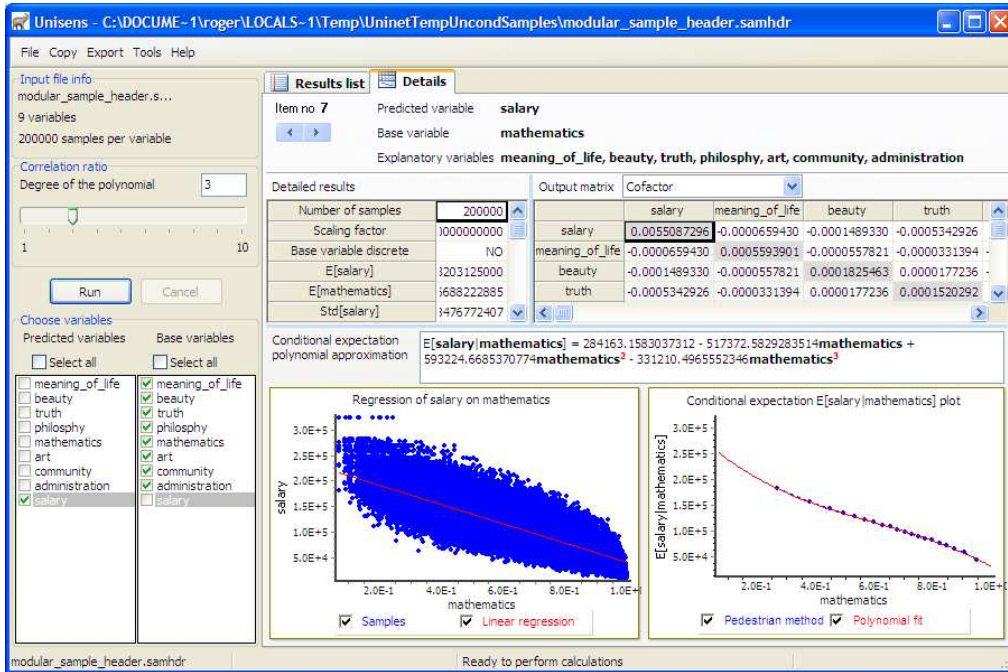 Unisens - C:\DOCUME~1\roger\LOCALS~1\Temp\UninetTempUncondSamples\modular_sample_header.samhdr
File Copy Export Tools Help
Input file info
modular_sample_header.s...
9 variables
200000 samples per variable
Correlation ratio
Degree of the polynomial 3
1 10
Run Cancel
Choose variables
Predicted variables Base variables
Select all Select all
meaning_of_life meaning_of_life
beauty beauty
truth truth
philosphy philosphy
mathematics mathematics
art art
community community
administration administration
salary salary
Results list Details
Item no 7 Predicted variable salary
Base variable mathematics
Explanatory variables meaning_of_life, beauty, truth, philosphy, art, community, administration
Detailed results
Number of samples 200000
Scaling factor 0000000000
Base variable discrete NO
E[salary] 3203125000
E[mathematics] 5688222885
Std[salary] 3476772407
Output matrix Cofactor
salary meaning_of_life beauty truth
salary 0.0055087296 -0.0000659430 -0.0001489330 -0.0005342926
meaning_of_life -0.0000659430 0.0005593901 -0.0000557821 -0.0000331394 -
beauty -0.0001489330 -0.0000557821 0.0001825463 0.0000177236 -
truth -0.0005342926 -0.0000331394 0.0000177236 0.0001520292 -
Conditional expectation
polynomial approximation
E[salary|mathematics] = 284163.1583037312 - 517372.5829283514mathematics +
593224.6685370774mathematics² - 331210.4965552346mathematics³
Regression of salary on mathematics
3.0E+5
2.5E+5
2.0E+5
1.5E+5
1.0E+5
5.0E+4
salary
2.0E-1 4.0E-1 6.0E-1 8.0E-1 1.0E+0
mathematics
Samples Linear regression
Conditional expectation E[salary|mathematics] plot
3.0E+5
2.5E+5
2.0E+5
1.5E+5
1.0E+5
5.0E+4
E[salary|mathematics]
2.0E-1 4.0E-1 6.0E-1 8.0E-1 1.0E+0
mathematics
Pedestrian method Polynomial fit
modular_sample_header.samhdr Ready to perform calculations